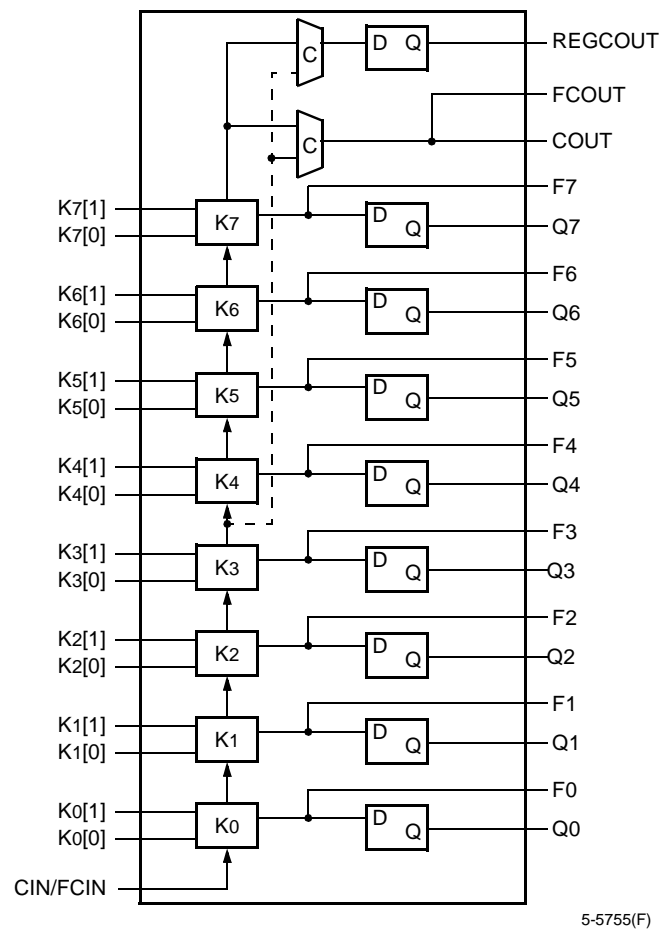 C
D Q
REGCOUT
FCOUT
C
COUT
F7
K7[1]
K7[0]
K7
D
Q
Q7
F6
K6[1]
K6[0]
K6
D
Q
Q6
F5
K5[1]
K5[0]
K5
D
Q
Q5
F4
K4[1]
K4[0]
K4
D
Q
Q4
F3
K3[1]
K3[0]
K3
D
Q
Q3
F2
K2[1]
K2[0]
K2
D
Q
Q2
F1
K1[1]
K1[0]
K1
D
Q
Q1
F0
K0[1]
K0[0]
K0
D
Q
Q0
CIN/FCIN
5-5755(F)